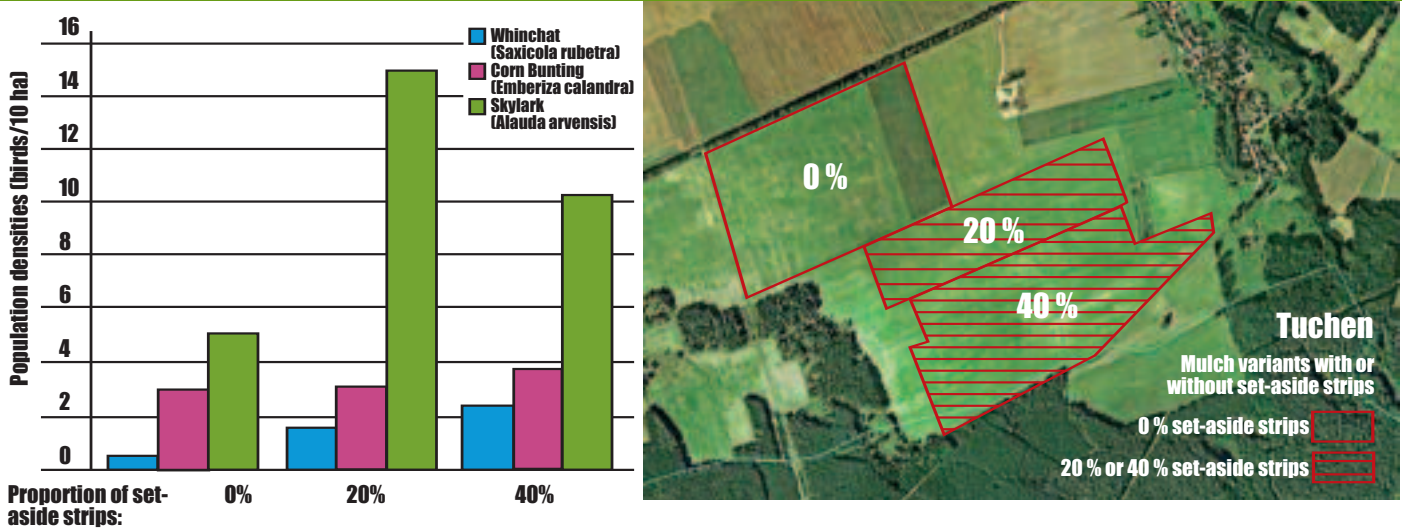 Population densities (birds/10 ha)
16
14
12
10
8
6
4
2
0
Whinchat
(Saxicola rubetra)
Corn Bunting
(Emberiza calandra)
Skylark
(Alauda arvensis)
Proportion of set-
aside strips:
0%
20%
40%
0 %
20 %
40 %
Tuchen
Mulch variants with or
without set-aside strips
0 % set-aside strips
20 % or 40 % set-aside strips